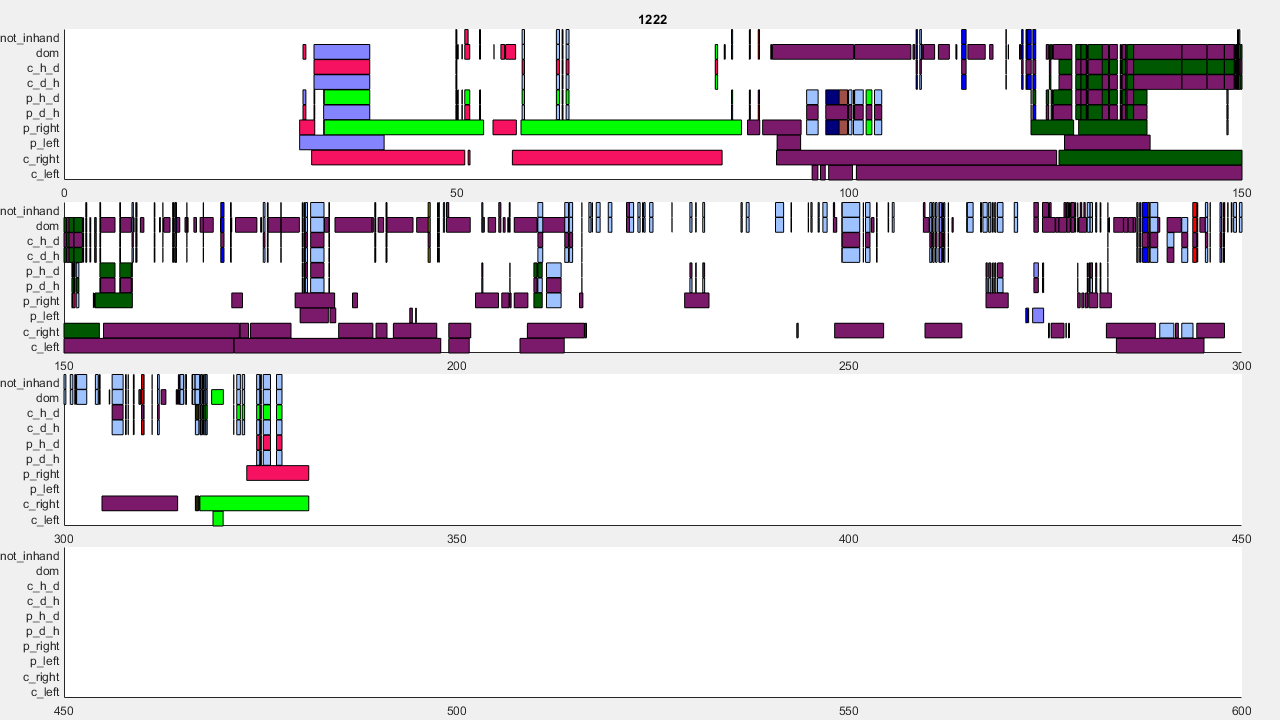 1222
not_inhand
dom
c_h_d
c_d_h
p_h_d
p_d_h
p_right
p_left
c_right
c_left
0 50 100 150
not_inhand
dom
c_h_d
c_d_h
p_h_d
p_d_h
p_right
p_left
c_right
c_left
150 200 250 300
not_inhand
dom
c_h_d
c_d_h
p_h_d
p_d_h
p_right
p_left
c_right
c_left
300 350 400 450
not_inhand
dom
c_h_d
c_d_h
p_h_d
p_d_h
p_right
p_left
c_right
c_left
450 500 550 600